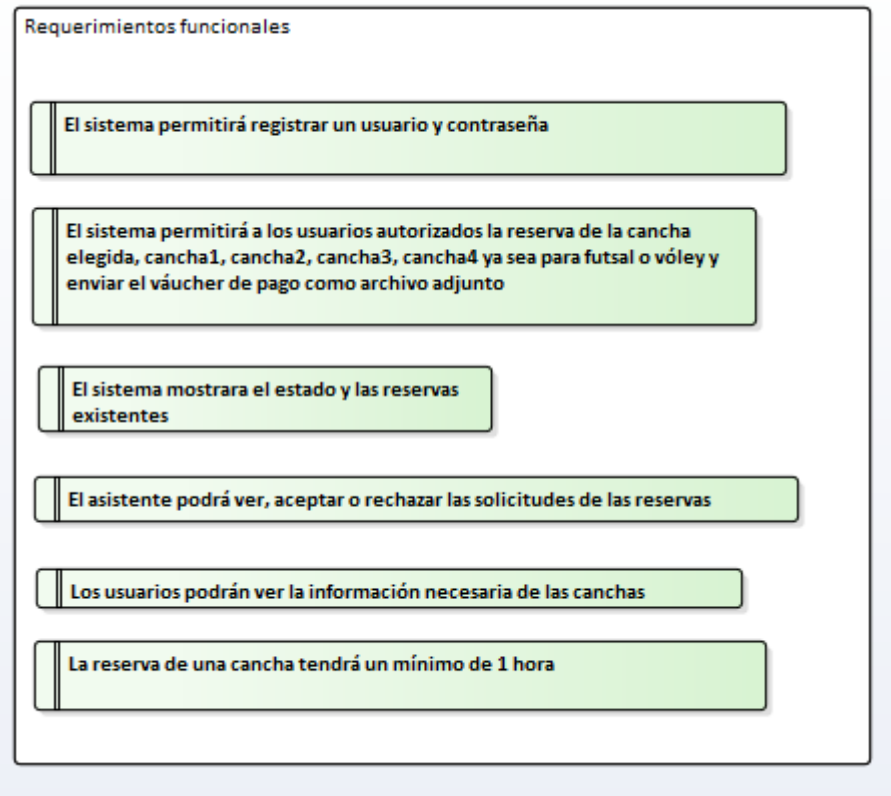 Requerimientos funcionales
El sistema permitirá registrar un usuario y contraseña
El sistema permitirá a los usuarios autorizados la reserva de la cancha
elegida, cancha1, cancha2, cancha3, cancha4 ya sea para futsal o vóley y
enviar el váucher de pago como archivo adjunto
El sistema mostrara el estado y las reservas
existentes
El asistente podrá ver, aceptar o rechazar las solicitudes de las reservas
Los usuarios podrán ver la información necesaria de las canchas
La reserva de una cancha tendrá un mínimo de 1 hora